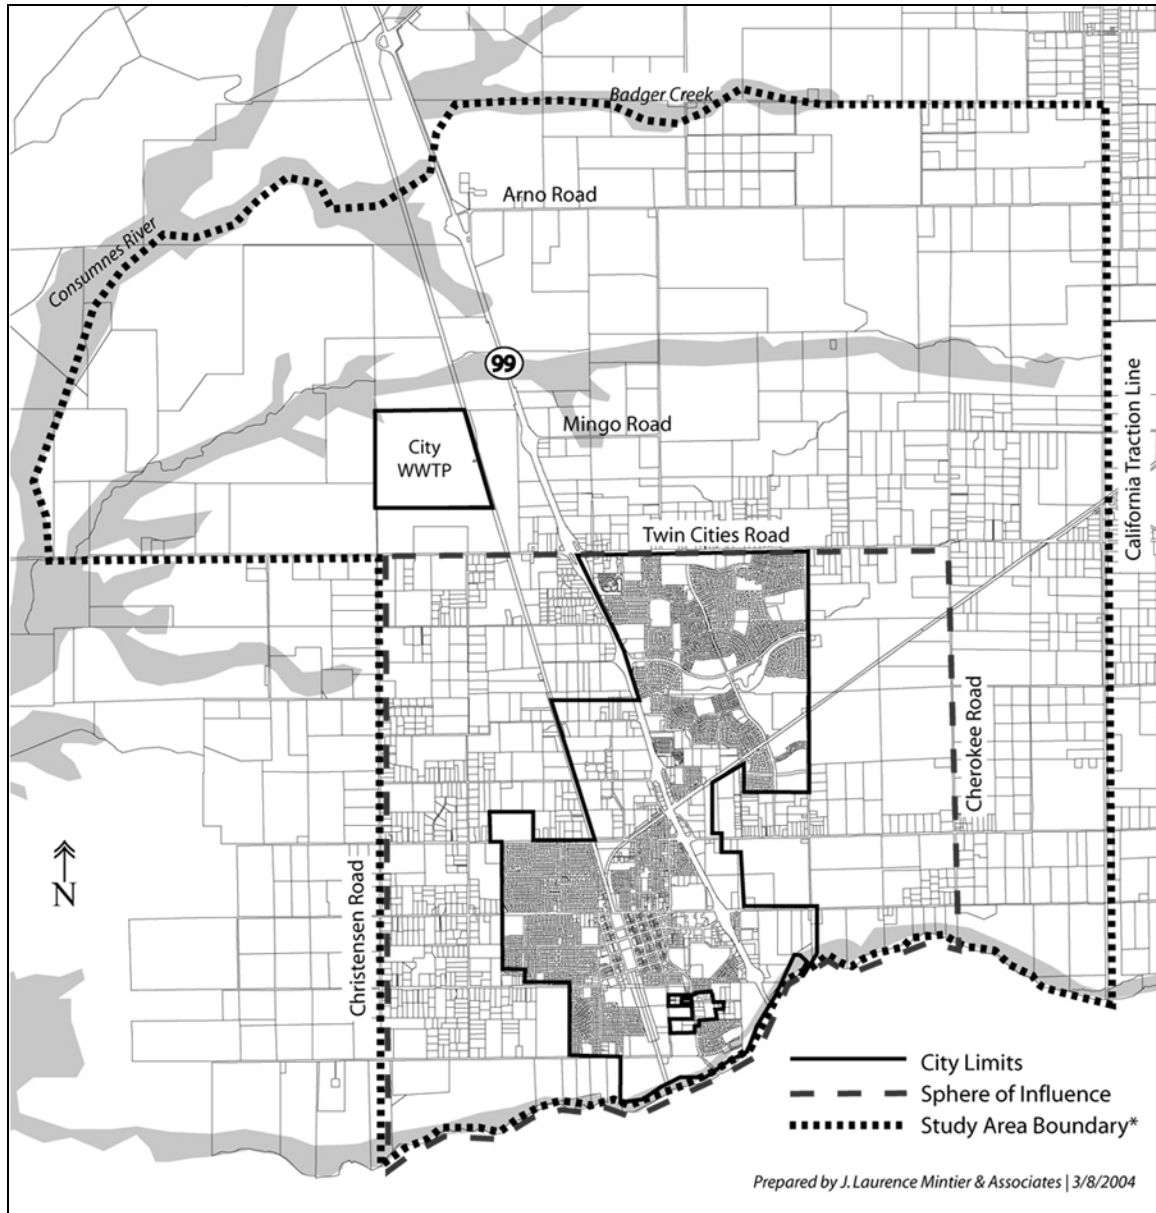 Badger Creek
Arno Road
Consumnes River
99
California Traction Line
Mingo Road
City
WWTP
Twin Cities Road
Cherokee Road
Christensen Road
N
City Limits
Sphere of Influence
Study Area Boundary*
Prepared by J. Laurence Mintier & Associates | 3/8/2004